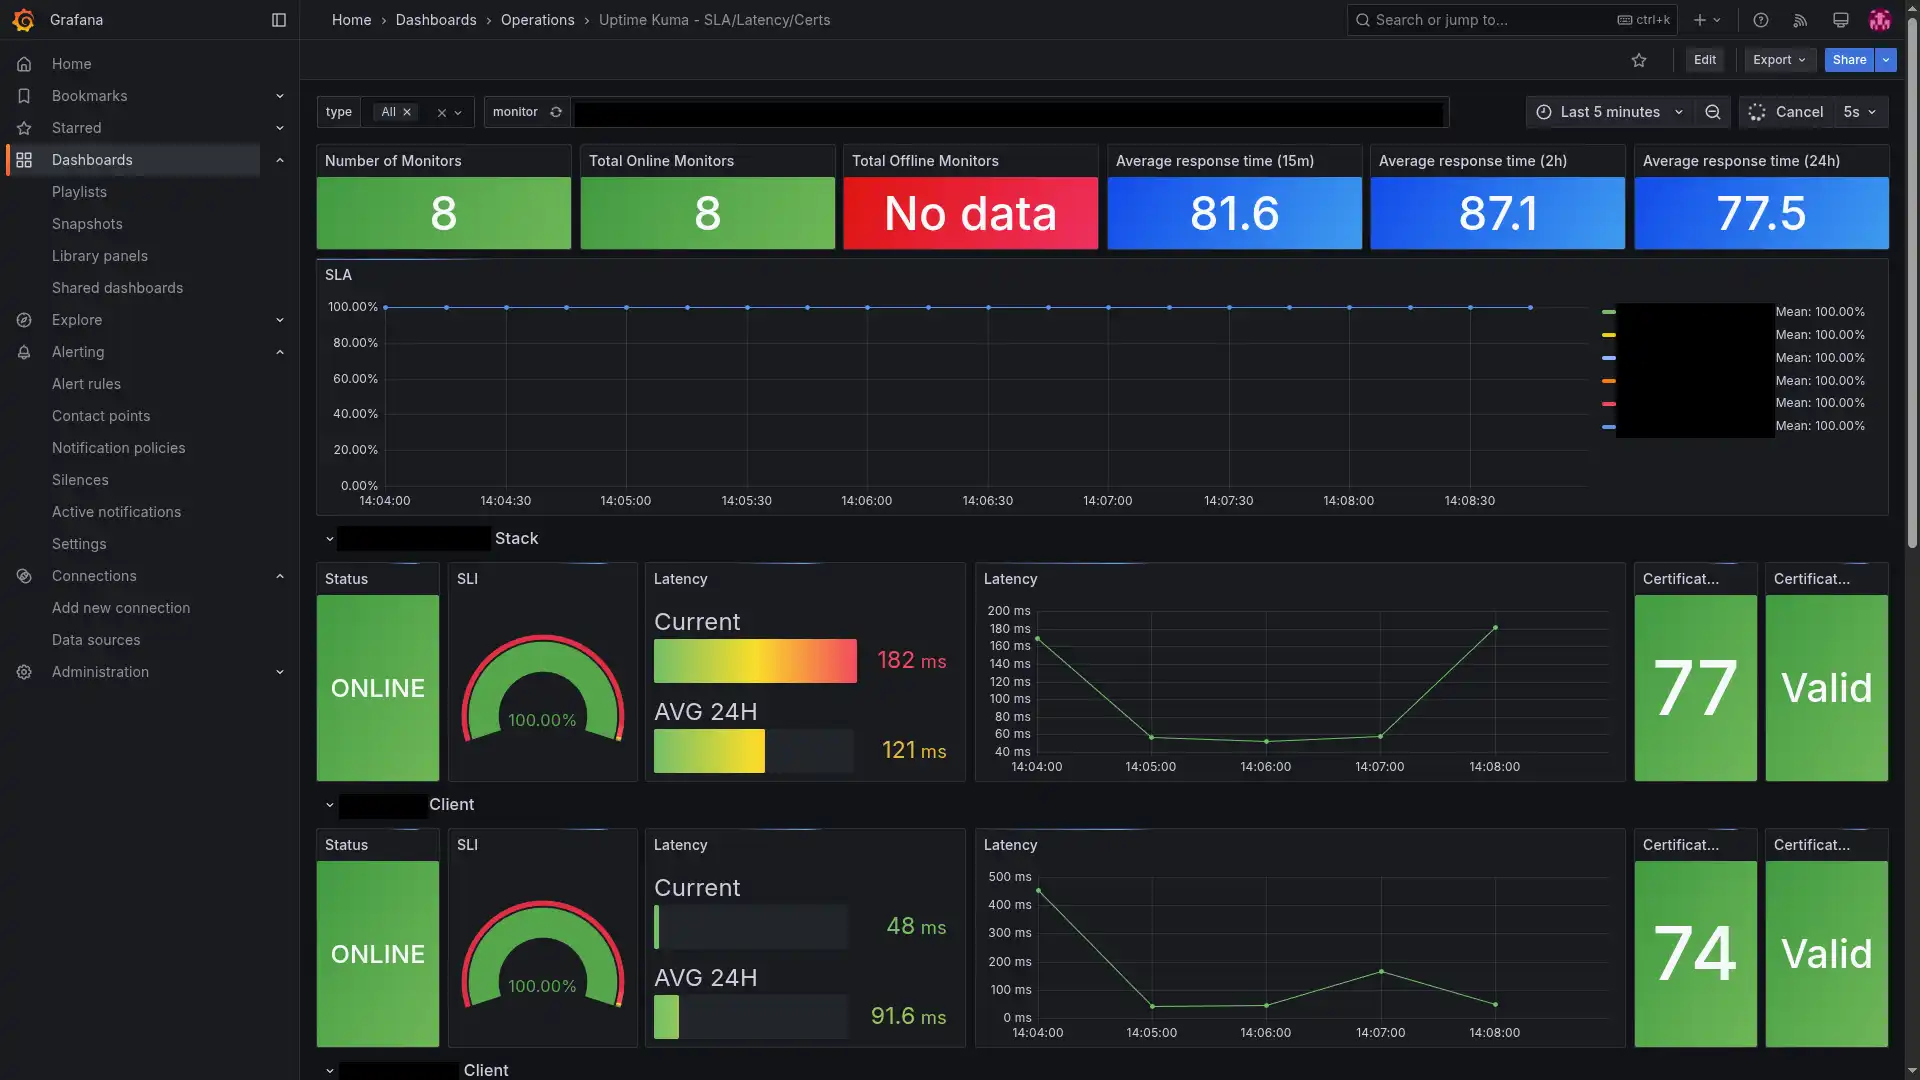 Grafana
Home › Dashboards › Operations › Uptime Kuma - SLA/Latency/Certs
Search or jump to...
ctrl+k
Edit
Export
Share
Home
Bookmarks
Starred
Dashboards
Playlists
Snapshots
Library panels
Shared dashboards
Explore
Alerting
Alert rules
Contact points
Notification policies
Silences
Active notifications
Settings
Connections
Add new connection
Data sources
Administration
type
All
monitor
Last 5 minutes
Cancel
5s
Number of Monitors
8
Total Online Monitors
8
Total Offline Monitors
No data
Average response time (15m)
81.6
Average response time (2h)
87.1
Average response time (24h)
77.5
SLA
100.00%
80.00%
60.00%
40.00%
20.00%
0.00%
14:04:00 14:04:30 14:05:00 14:05:30 14:06:00 14:06:30 14:07:00 14:07:30 14:08:00 14:08:30
Mean: 100.00%
Mean: 100.00%
Mean: 100.00%
Mean: 100.00%
Mean: 100.00%
Mean: 100.00%
Stack
Status
ONLINE
SLI
100.00%
Latency
Current
182 ms
AVG 24H
121 ms
Latency
200 ms
180 ms
160 ms
140 ms
120 ms
100 ms
80 ms
60 ms
40 ms
14:04:00 14:05:00 14:06:00 14:07:00 14:08:00
Certificat...
77
Certificat...
Valid
Client
Status
ONLINE
SLI
100.00%
Latency
Current
48 ms
AVG 24H
91.6 ms
Latency
500 ms
400 ms
300 ms
200 ms
100 ms
0 ms
14:04:00 14:05:00 14:06:00 14:07:00 14:08:00
Certificat...
74
Certificat...
Valid
Client